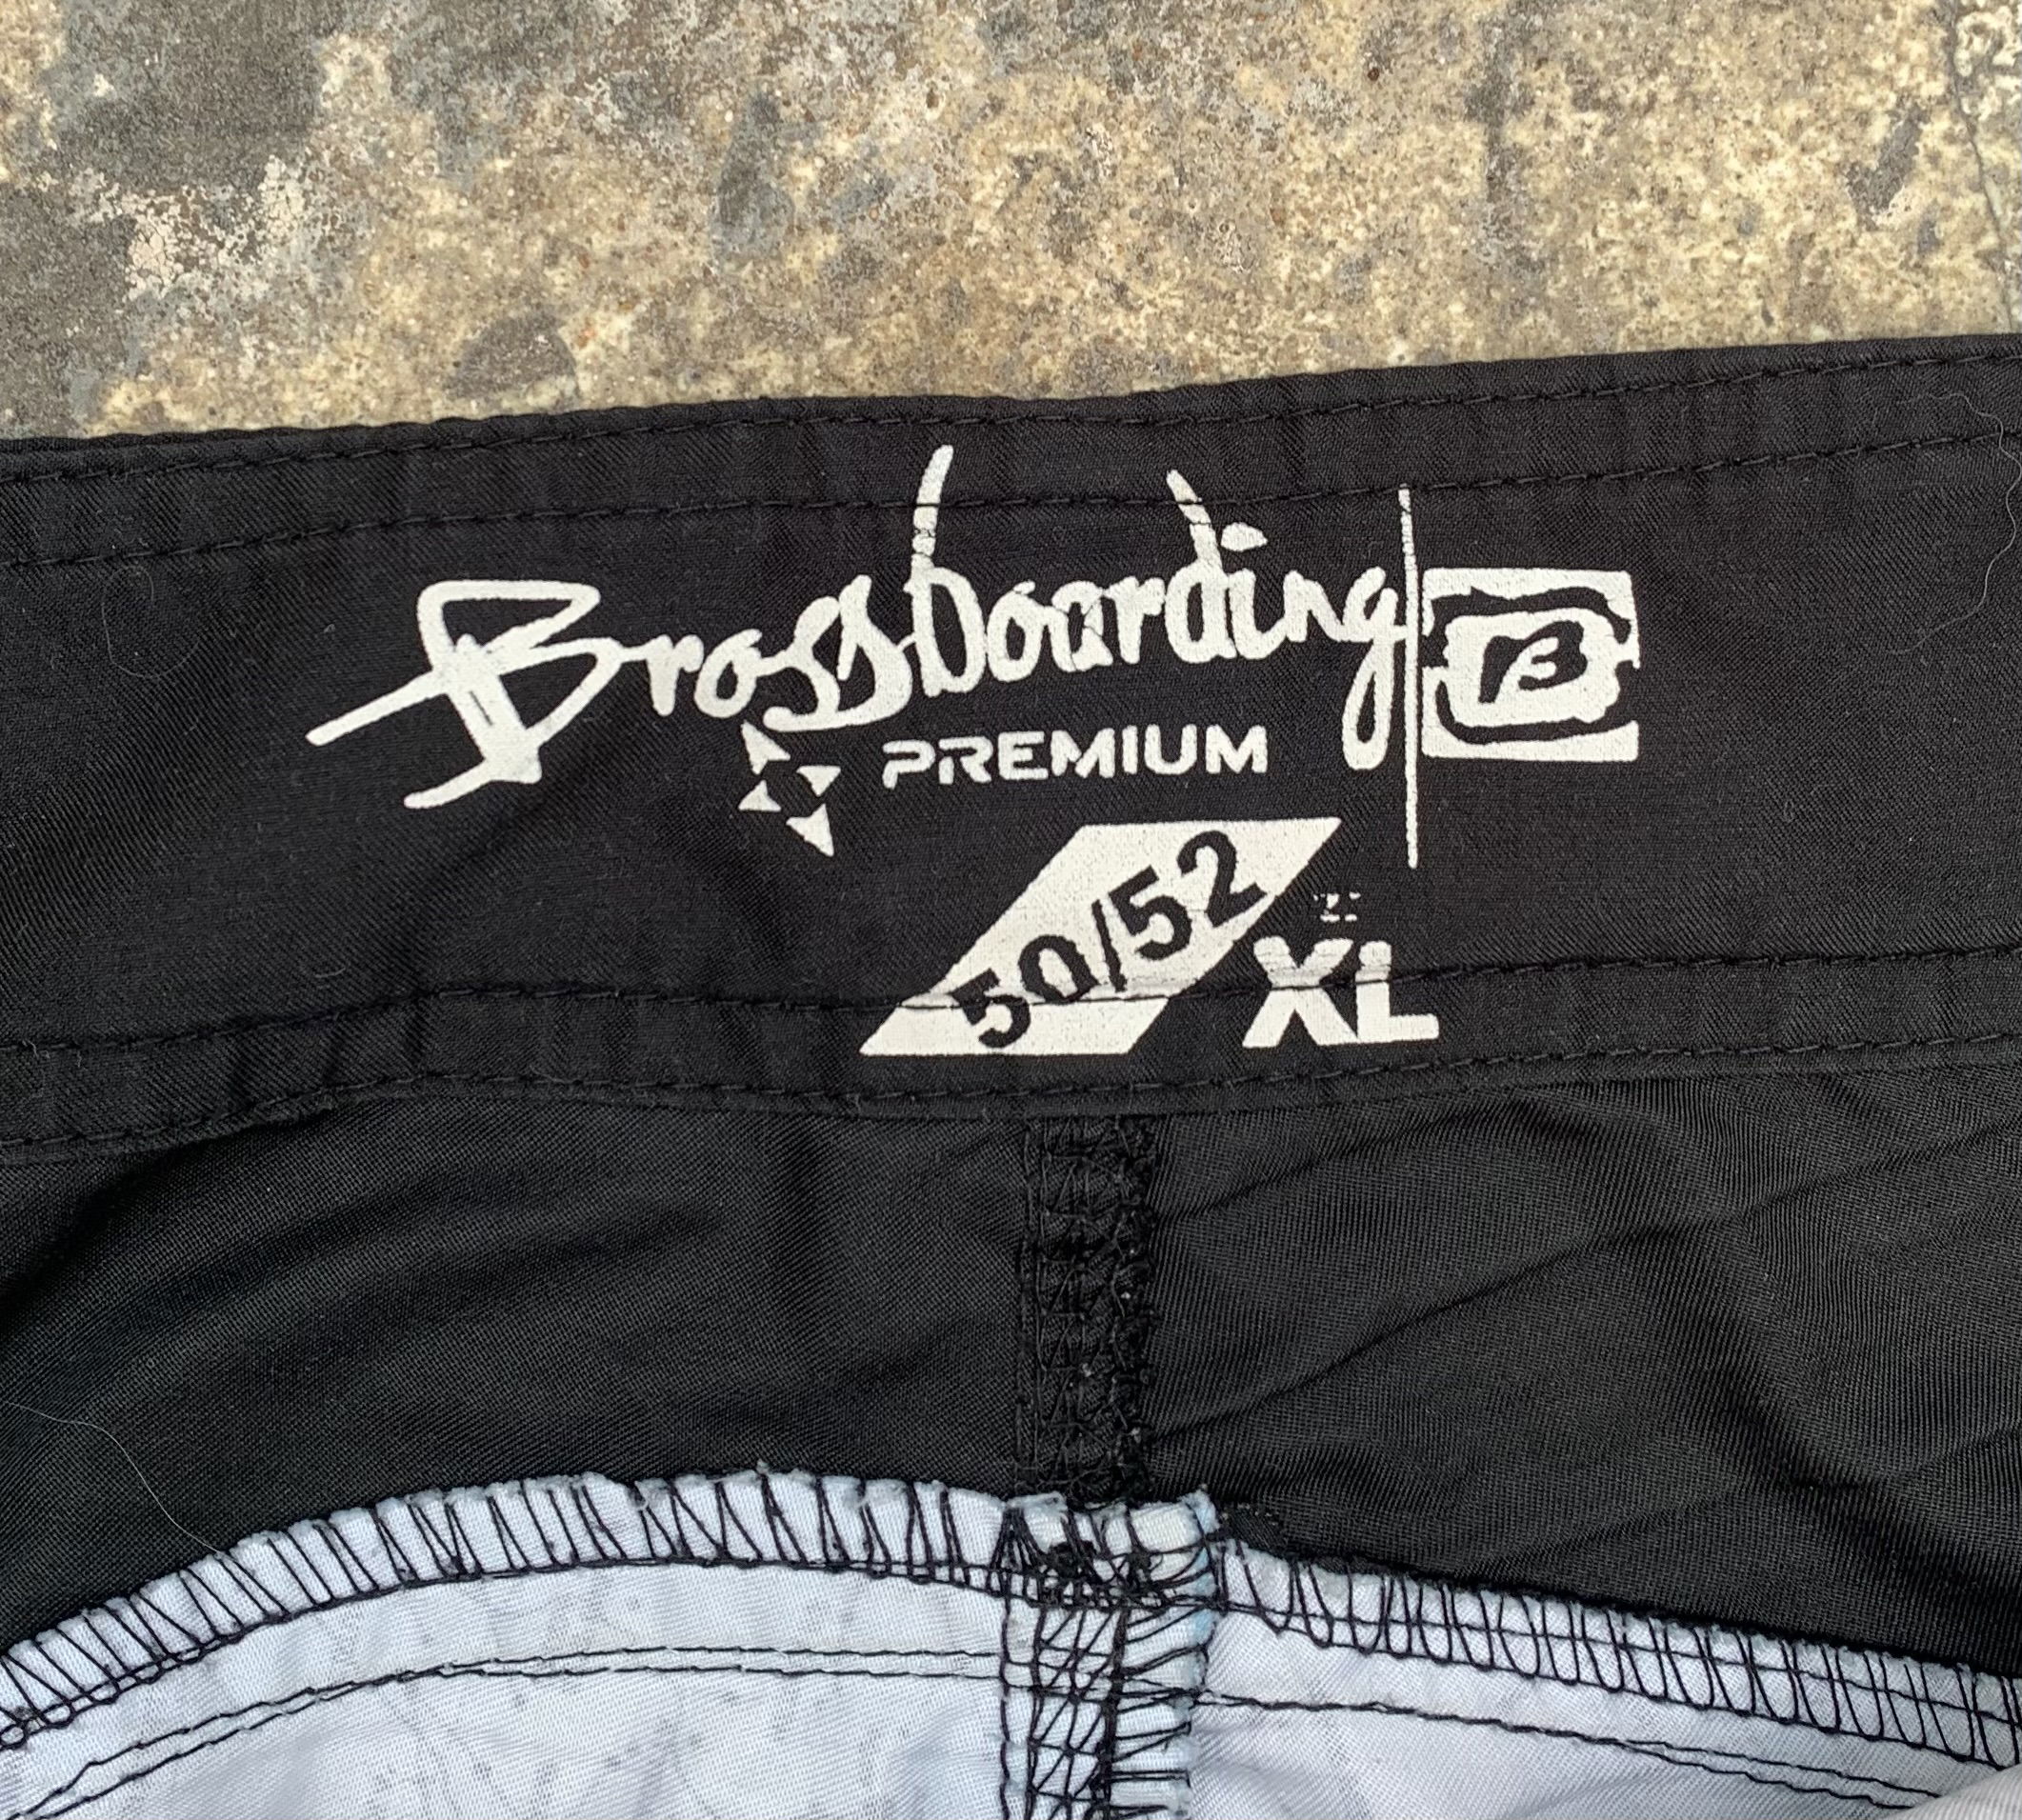 Brossboarding
B
PREMIUM
50/52
XL